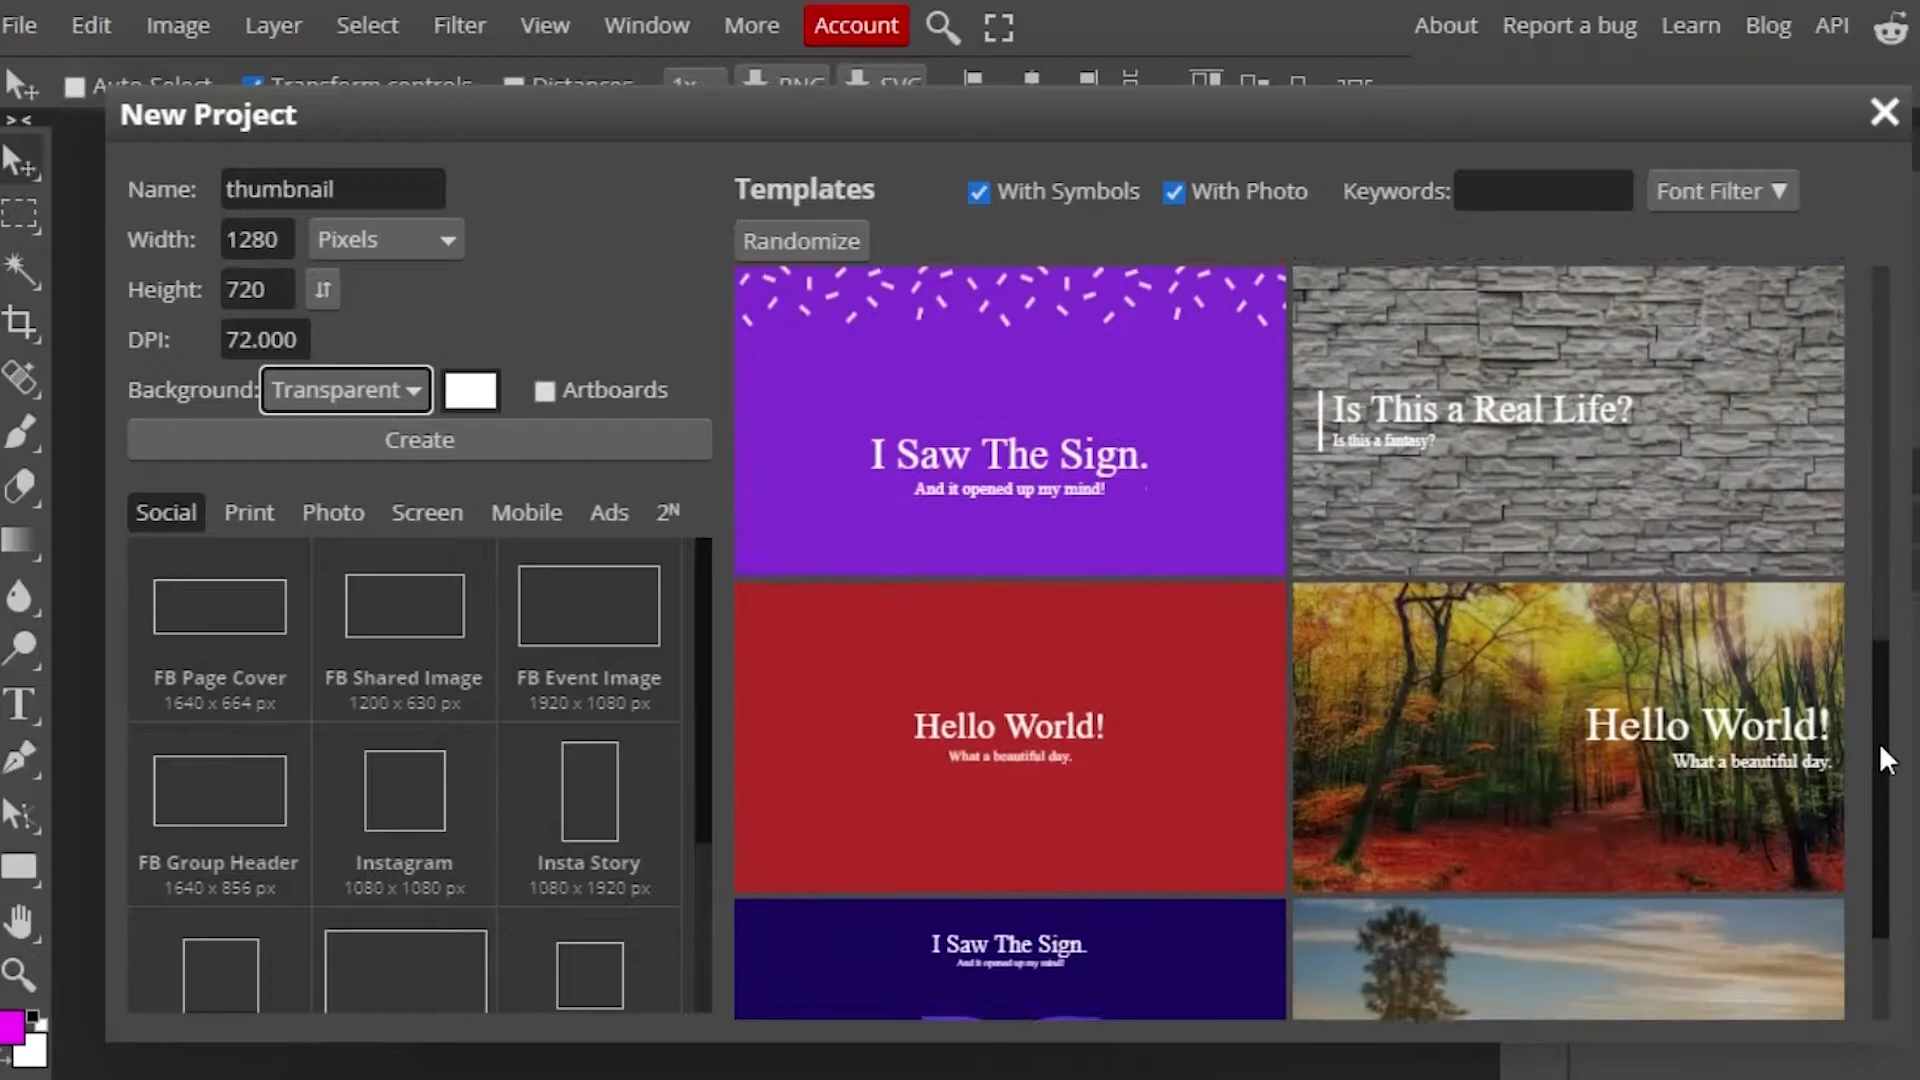 File Edit Image Layer Select Filter View Window More Account About Report a bug Learn Blog API
Auto-Select Transform controls Distances 1x PNG SVG
New Project
Name: thumbnail
Width: 1280 Pixels
Height: 720
DPI: 72.000
Background: Transparent Artboards
Create
Social Print Photo Screen Mobile Ads 2ᴺ
FB Page Cover FB Shared Image FB Event Image
1640 x 664 px 1200 x 630 px 1920 x 1080 px
FB Group Header Instagram Insta Story
1640 x 856 px 1080 x 1080 px 1080 x 1920 px
Templates With Symbols With Photo Keywords: Font Filter ▼
Randomize
I Saw The Sign.
And it opened up my mind!
Is This a Real Life?
Is this a fantasy?
Hello World!
What a beautiful day.
Hello World!
What a beautiful day.
I Saw The Sign.
And it opened up my mind!